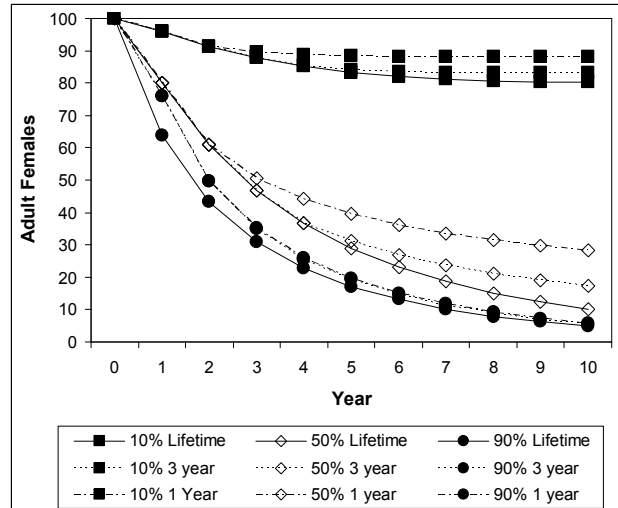 100
90
80
70
60
50
40
30
20
10
0
Adult Females
0 1 2 3 4 5 6 7 8 9 10
Year
10% Lifetime 50% Lifetime 90% Lifetime
10% 3 year 50% 3 year 90% 3 year
10% 1 Year 50% 1 year 90% 1 year